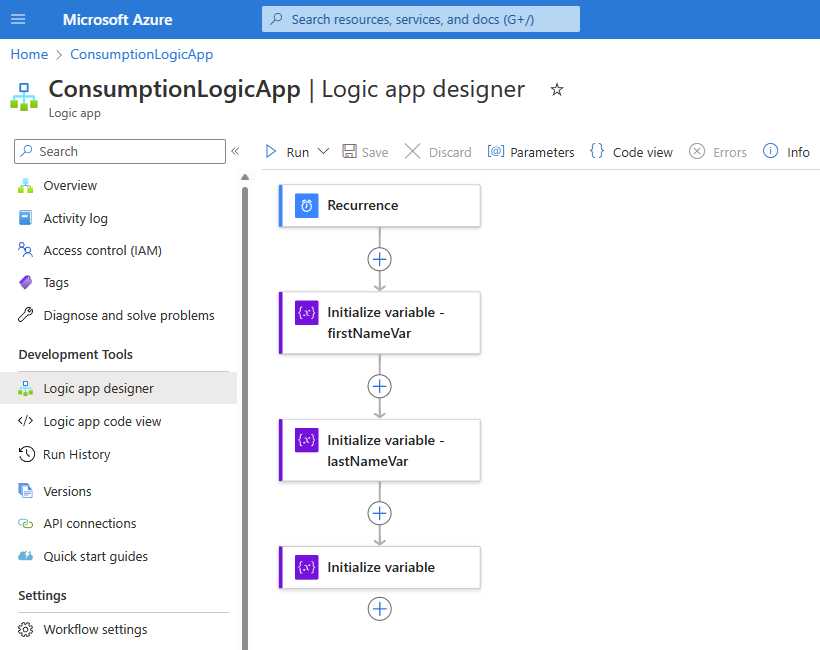 Microsoft Azure
Search resources, services, and docs (G+/)
Home > ConsumptionLogicApp
ConsumptionLogicApp | Logic app designer
Logic app
Search
Run
Save
Discard
[@] Parameters
{} Code view
Errors
Info
Overview
Activity log
Access control (IAM)
Tags
Diagnose and solve problems
Development Tools
Logic app designer
Logic app code view
Run History
Versions
API connections
Quick start guides
Settings
Workflow settings
Recurrence
{x} Initialize variable -
firstNameVar
{x} Initialize variable -
lastNameVar
{x} Initialize variable